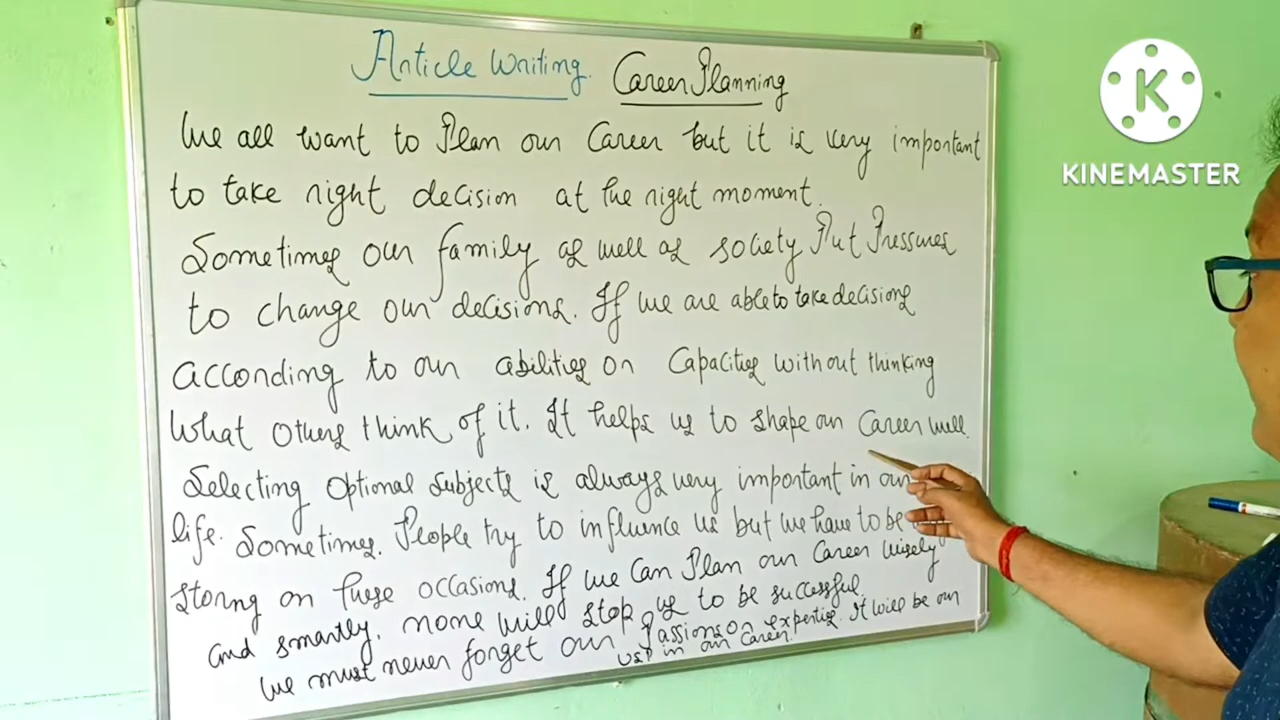 Article Writing. Career Planning
We all want to Plan our Career but it is very important
to take right decision at the right moment.
Sometimes our family as well as society Put Pressures
to change our decisions. If we are able to take decisions
according to our abilities or Capacities without thinking
what others think of it. It helps us to shape our Career well.
Selecting Optional Subjects is always very important in our
life. Sometimes. People try to influence us but we have to be
storng on these occasions. If we Can Plan our Career wisely
and smartly, none will stop us to be successful.
We must never forget our Passions or expertise. It will be our
USP in our Career.
K
KINEMASTER